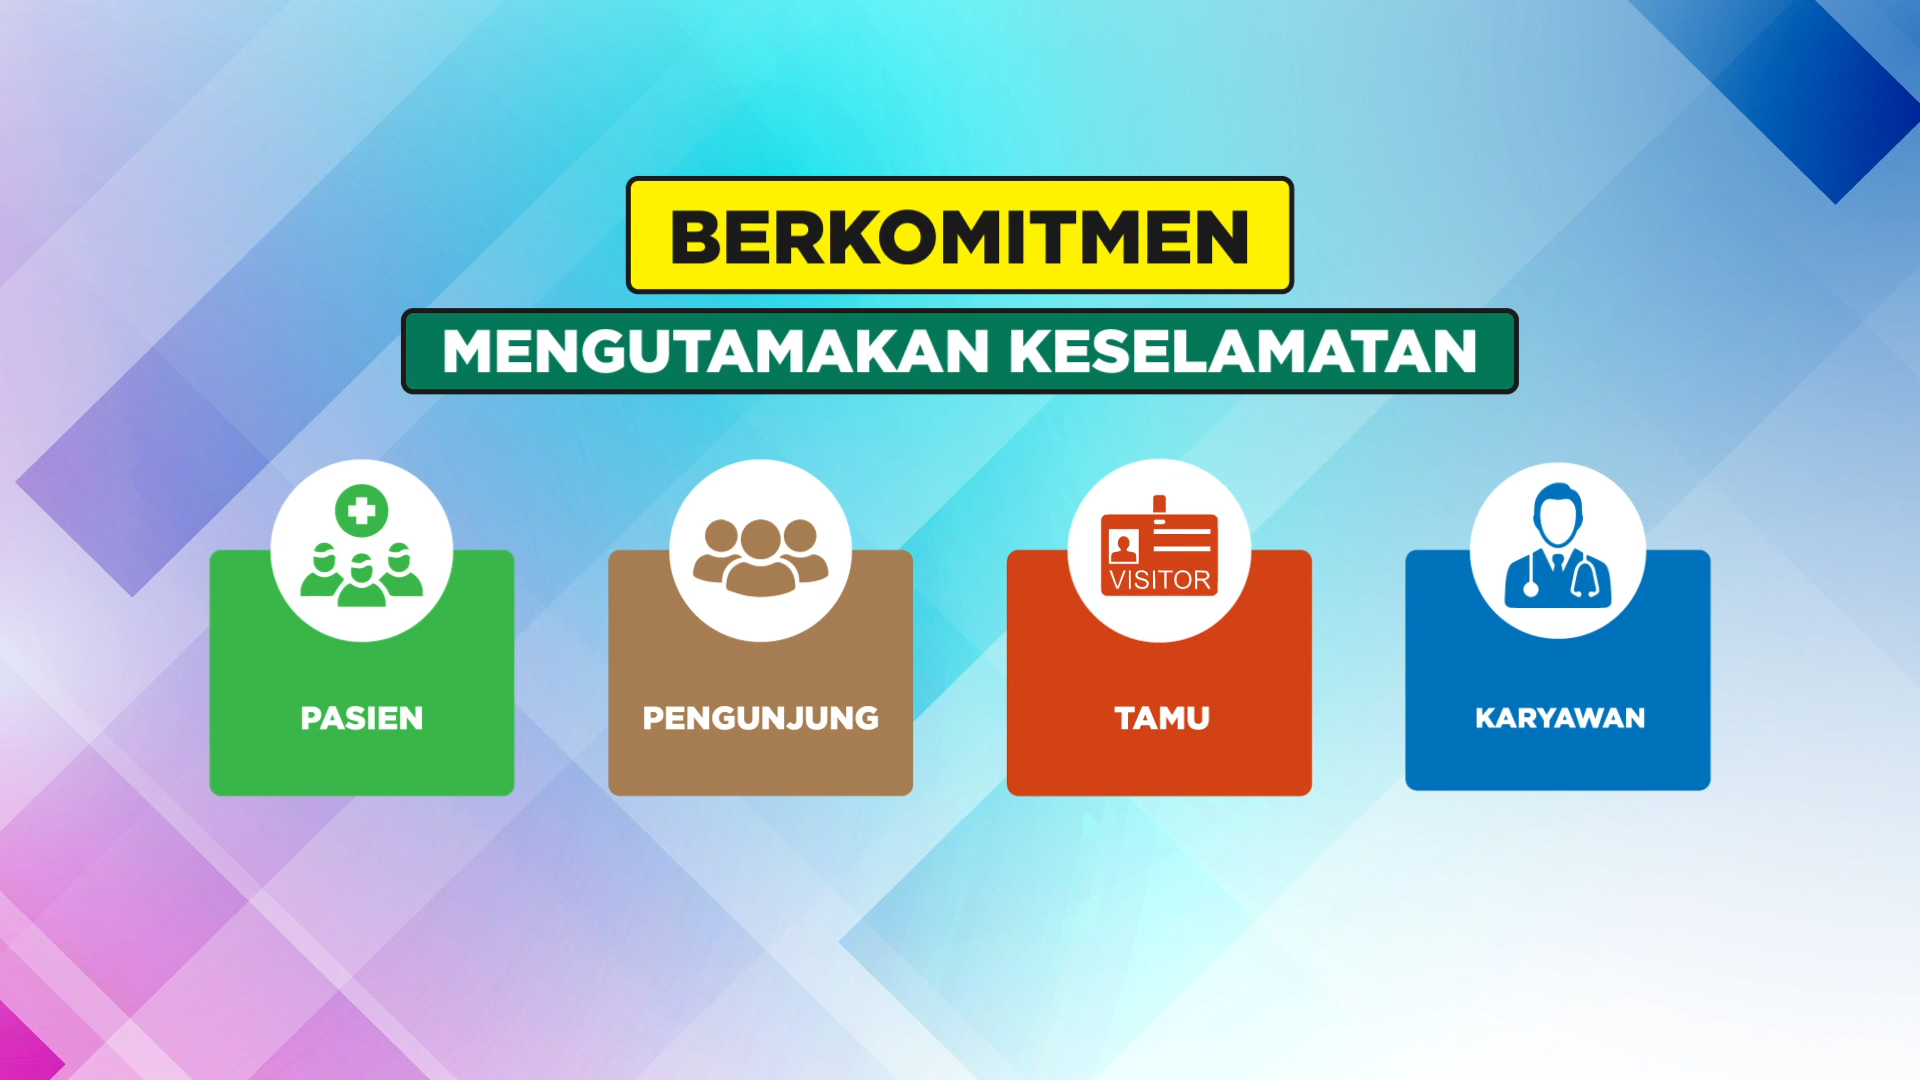 BERKOMITMEN
MENGUTAMAKAN KESELAMATAN
VISITOR
PASIEN
PENGUNJUNG
TAMU
KARYAWAN